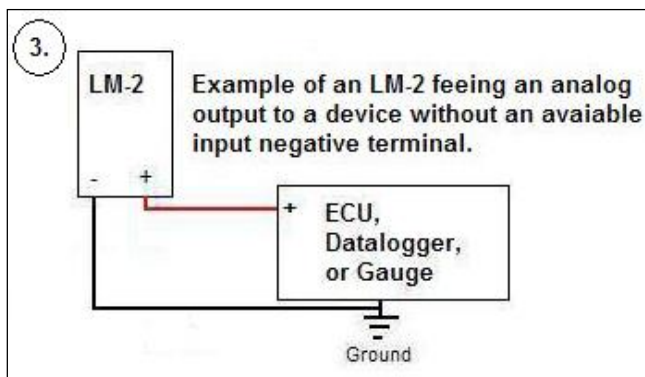 3.
LM-2
Example of an LM-2 feeing an analog
output to a device without an avaiable
input negative terminal.
- +
+ ECU,
Datalogger,
or Gauge
Ground